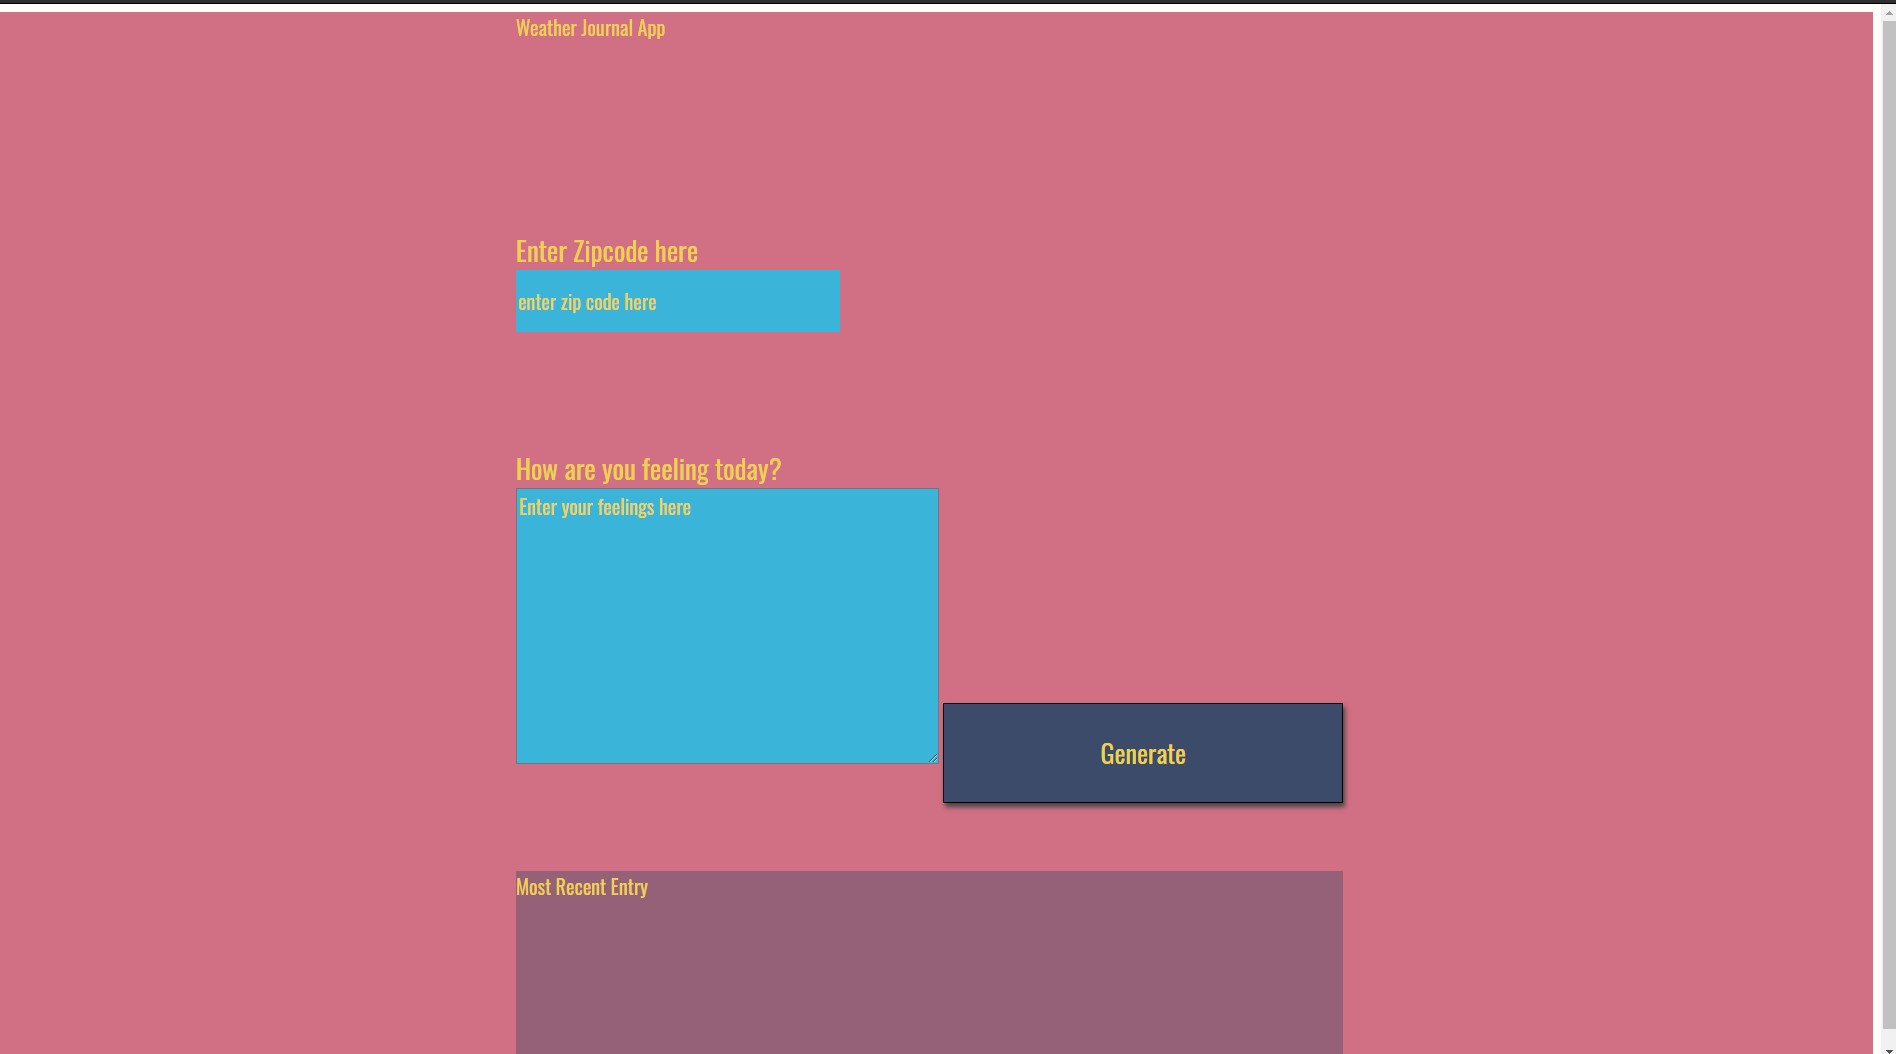 Weather Journal App
Enter Zipcode here
enter zip code here
How are you feeling today?
Enter your feelings here
Generate
Most Recent Entry